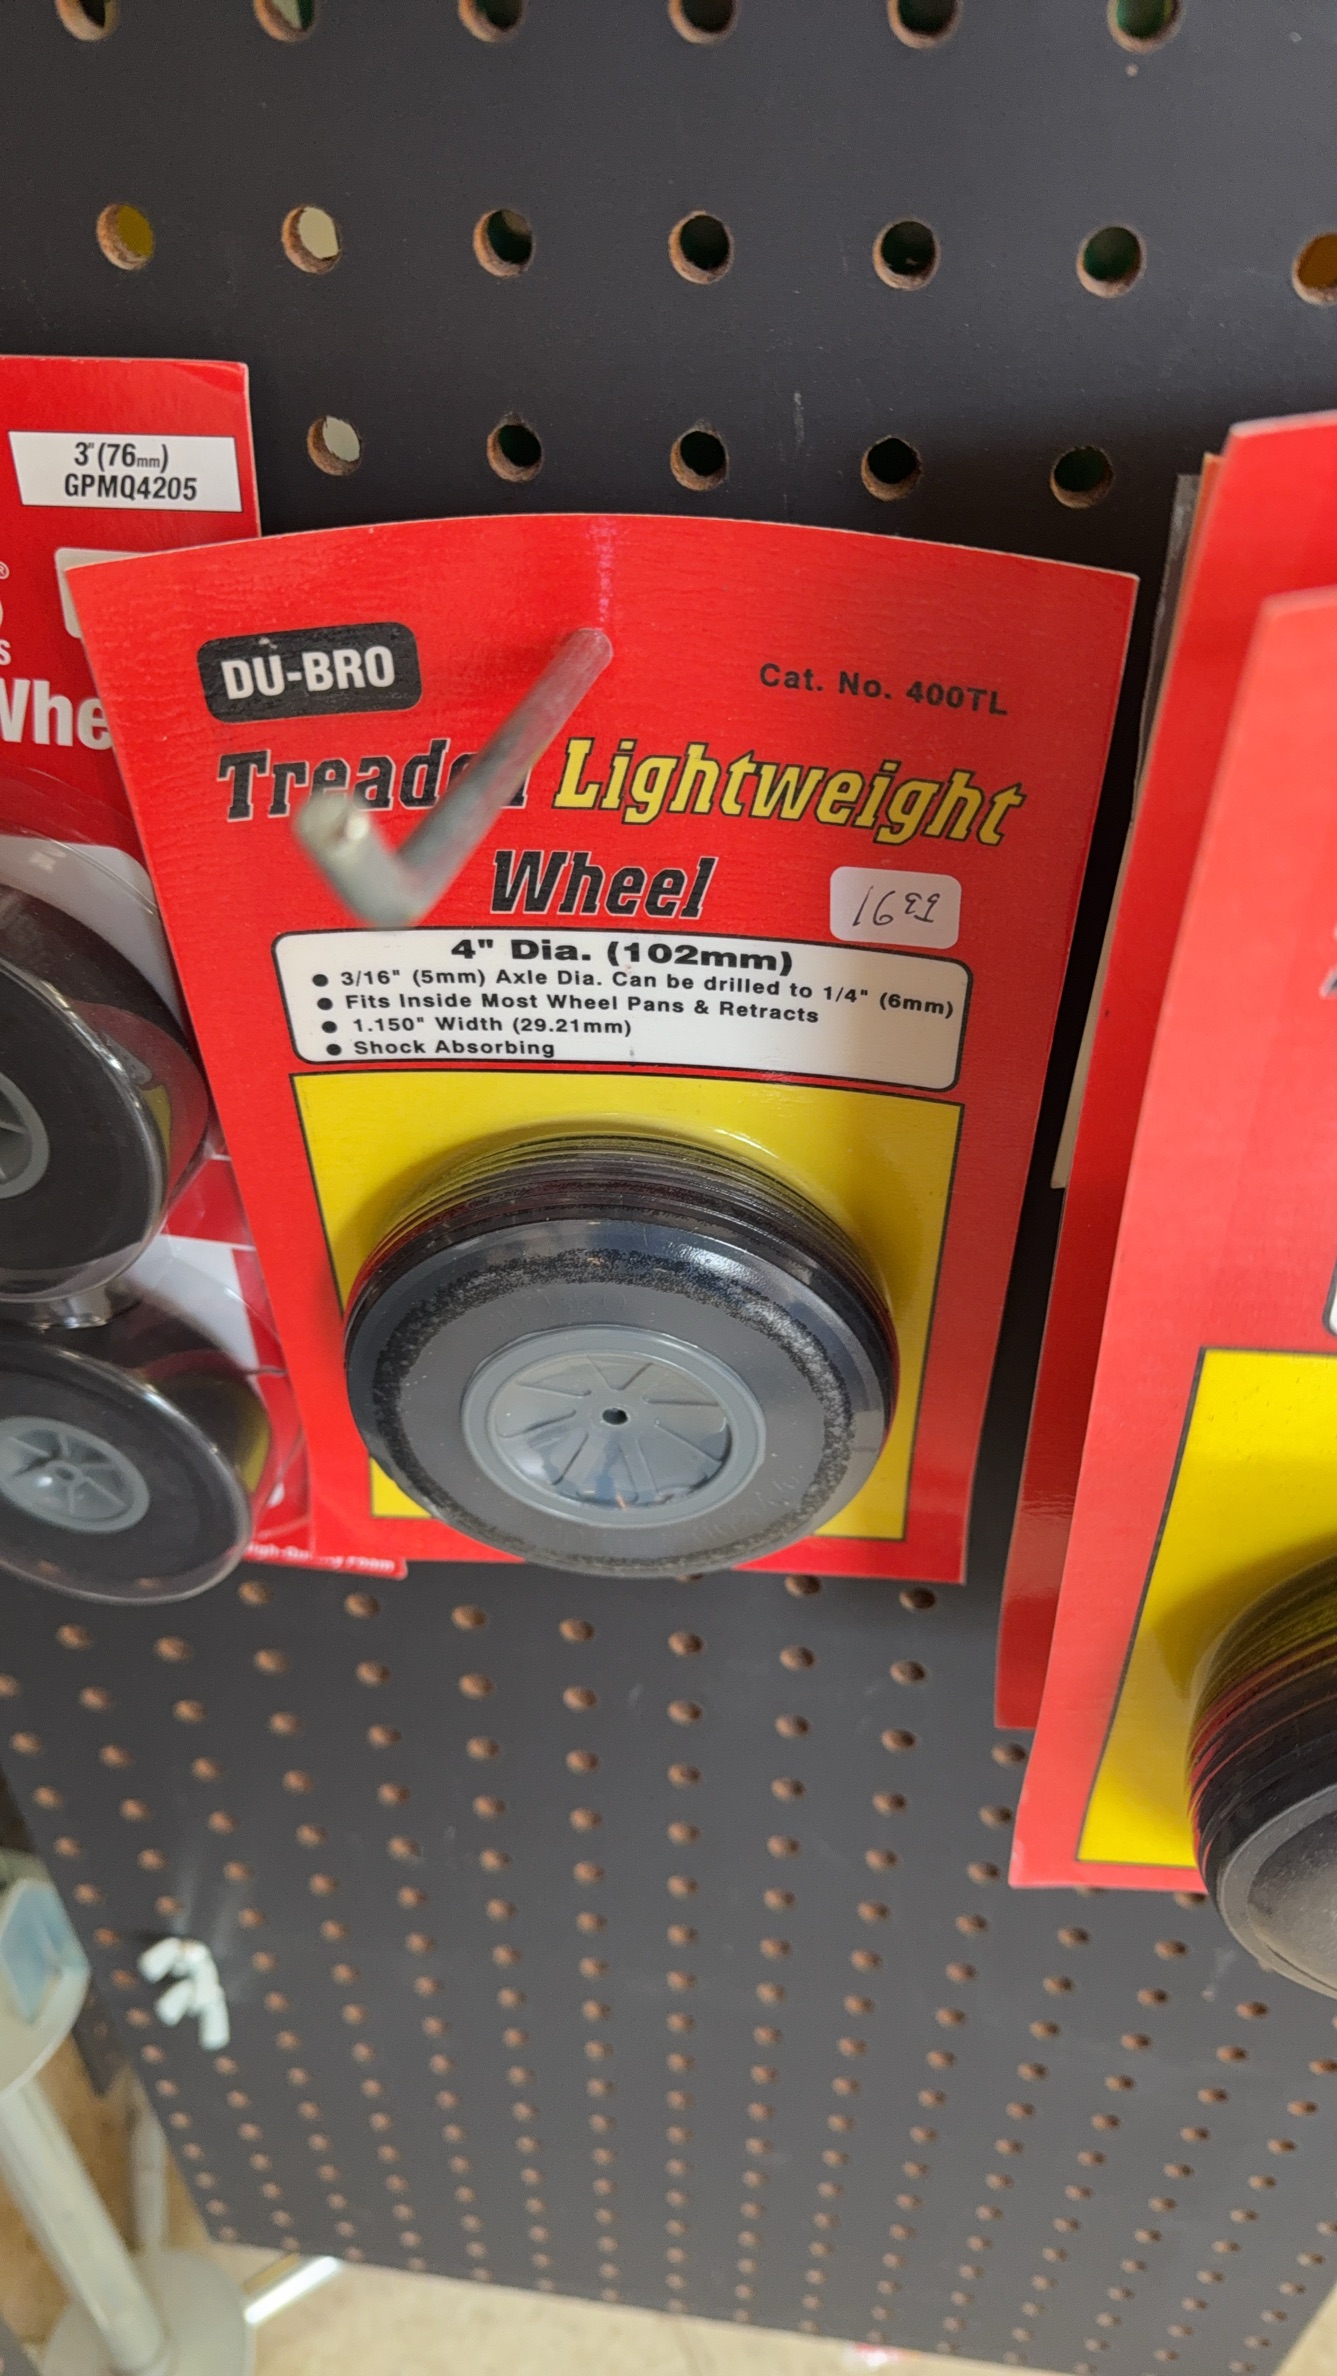 3"(76mm)
GPMQ4205
®
S
Whe
DU-BRO
Cat. No. 400TL
Lightweight
Wheel
4" Dia. (102mm)
● 3/16" (5mm) Axle Dia. Can be drilled to 1/4" (6mm)
● Fits Inside Most Wheel Pans & Retracts
● 1.150" Width (29.21mm)
● Shock Absorbing